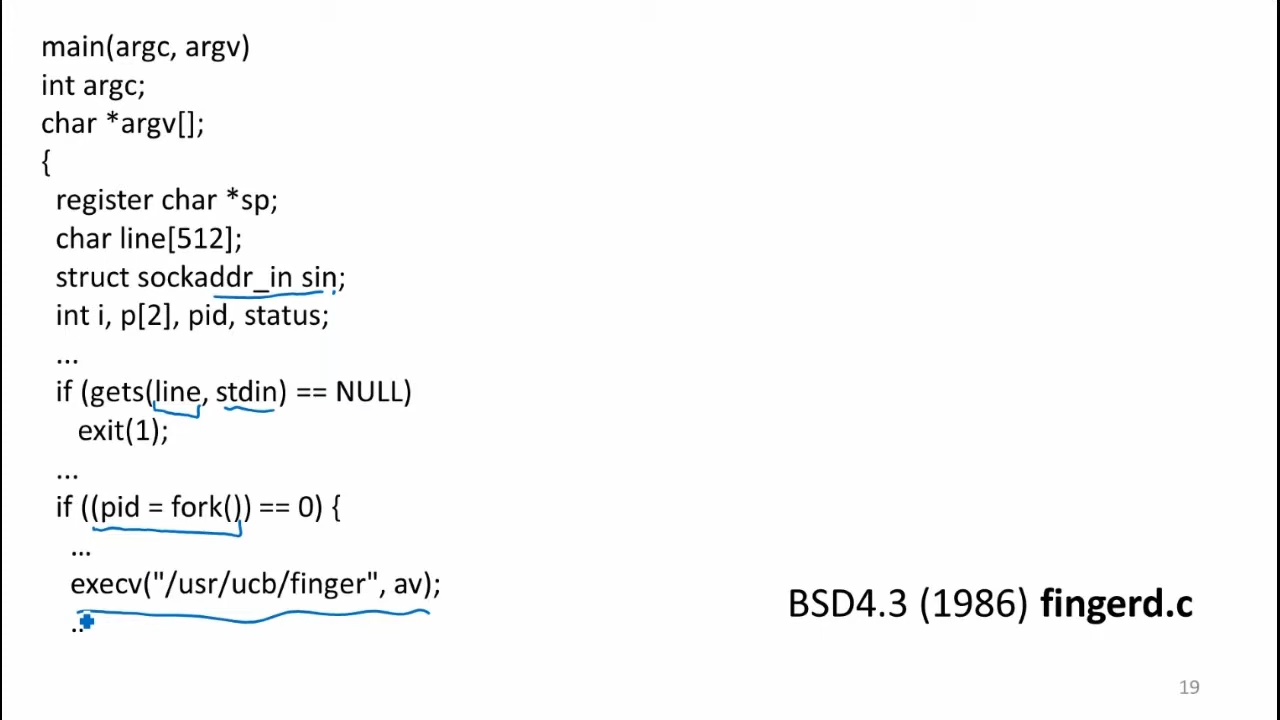 main(argc, argv)
int argc;
char *argv[];
{
register char *sp;
char line[512];
struct sockaddr_in sin;
int i, p[2], pid, status;
...
if (gets(line, stdin) == NULL)
exit(1);
...
if ((pid = fork()) == 0) {
...
execv("/usr/ucb/finger", av);
..
BSD4.3 (1986) fingerd.c
19